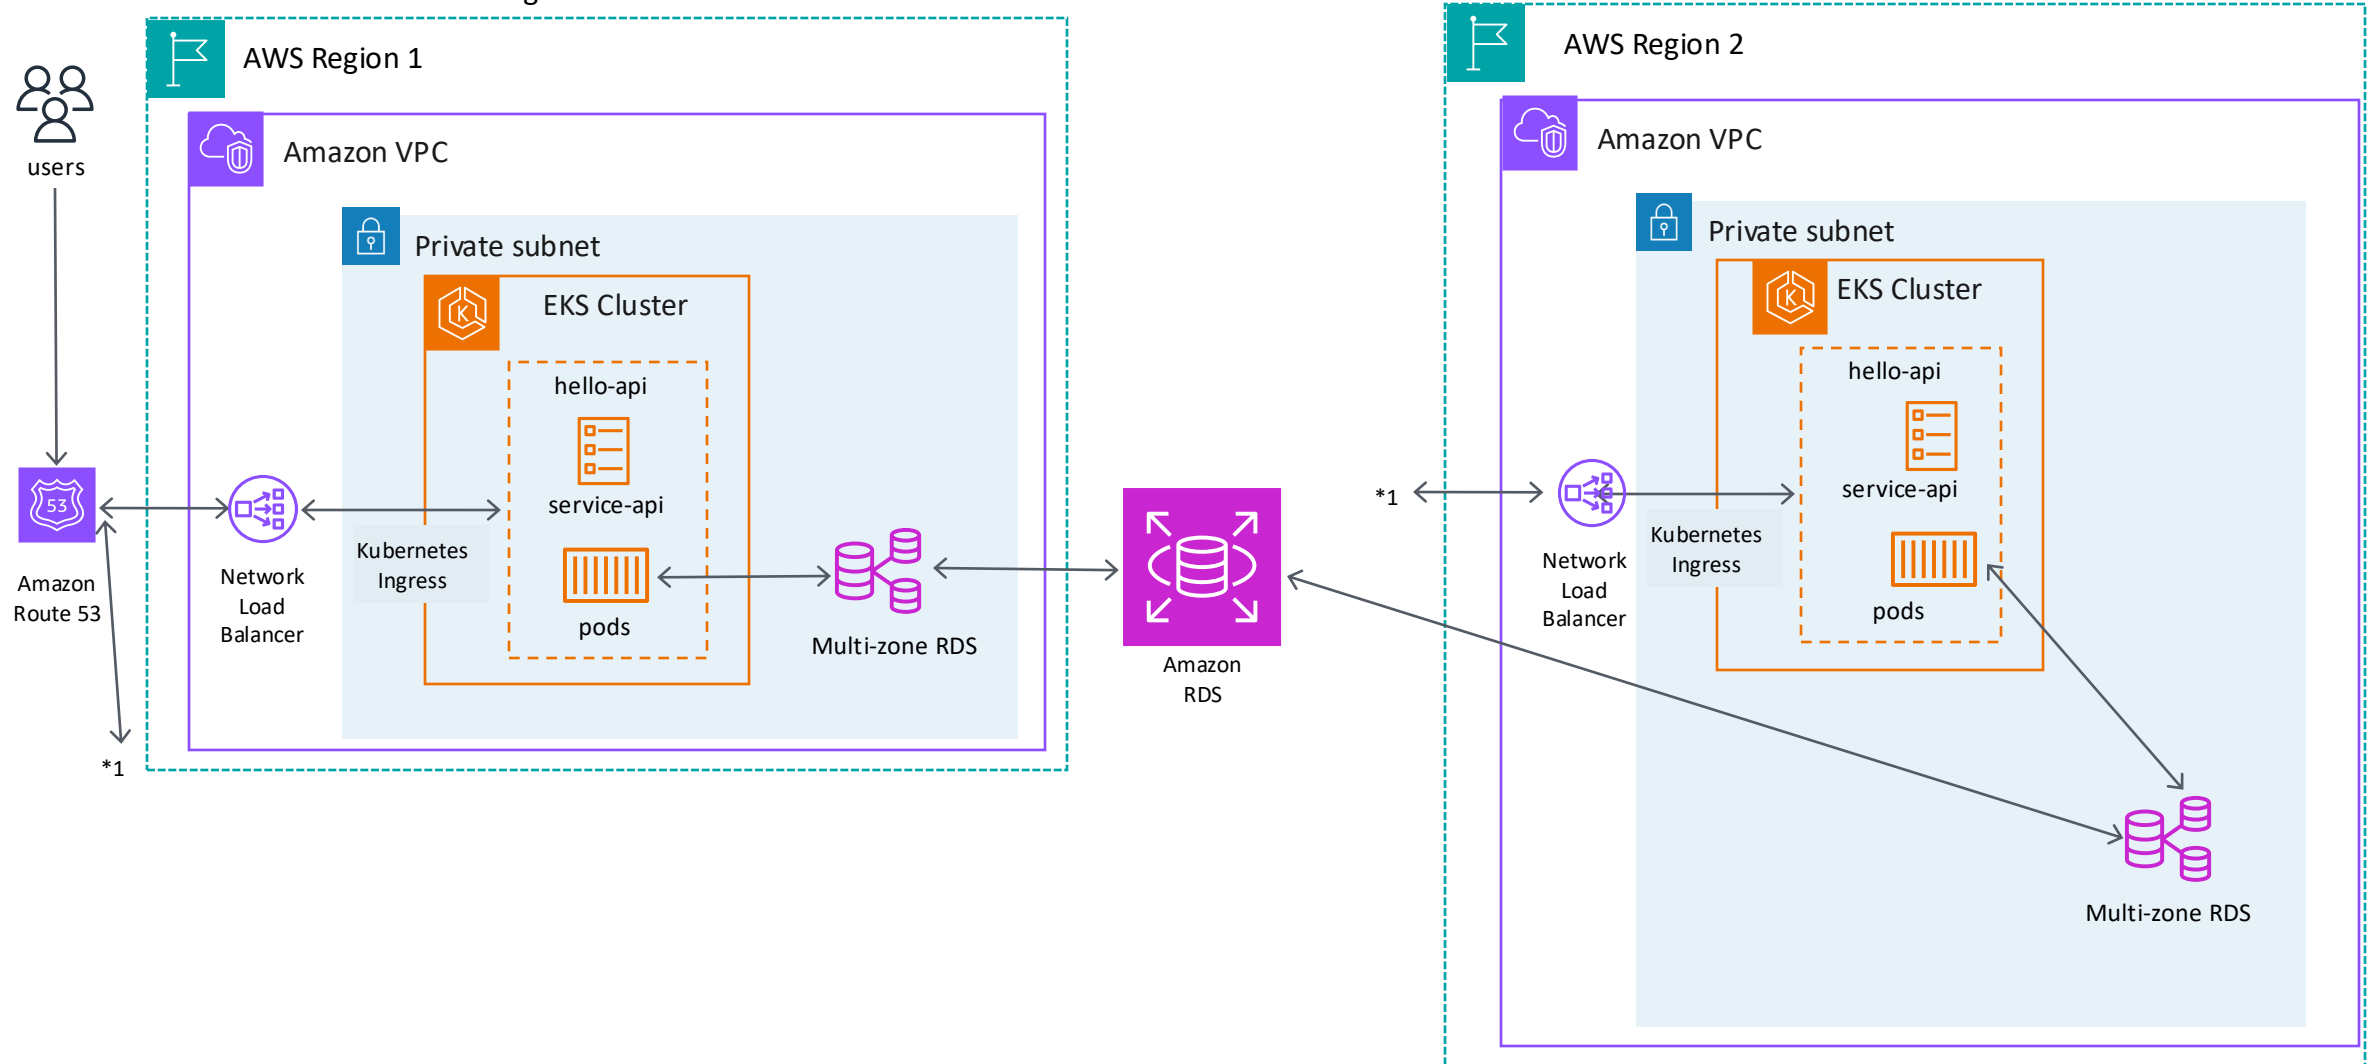 AWS Region 1
Amazon VPC
Private subnet
EKS Cluster
hello-api
service-api
pods
Kubernetes
Ingress
Multi-zone RDS
users
53
Amazon
Route 53
Network
Load
Balancer
*1
K
Amazon
RDS
AWS Region 2
Amazon VPC
Private subnet
EKS Cluster
K
hello-api
service-api
pods
*1
Kubernetes
Ingress
Network
Load
Balancer
Multi-zone RDS